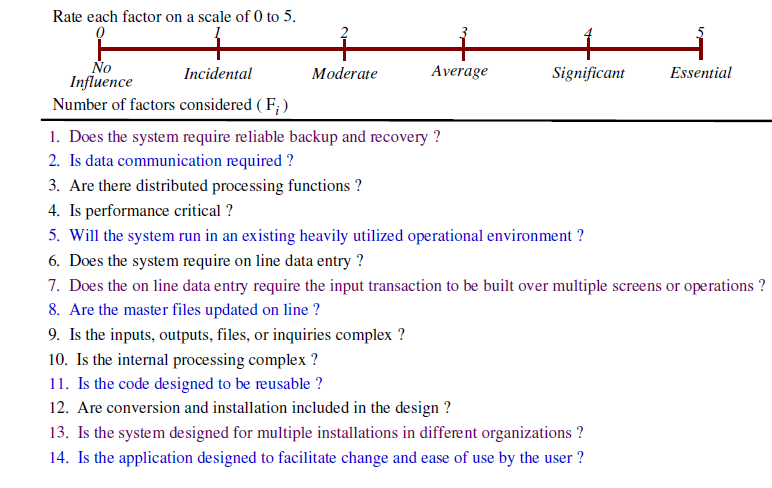 Rate each factor on a scale of 0 to 5.
0 1 2 3 4 5
No Influence Incidental Moderate Average Significant Essential
Number of factors considered ( Fi )
1. Does the system require reliable backup and recovery ?
2. Is data communication required ?
3. Are there distributed processing functions ?
4. Is performance critical ?
5. Will the system run in an existing heavily utilized operational environment ?
6. Does the system require on line data entry ?
7. Does the on line data entry require the input transaction to be built over multiple screens or operations ?
8. Are the master files updated on line ?
9. Is the inputs, outputs, files, or inquiries complex ?
10. Is the internal processing complex ?
11. Is the code designed to be reusable ?
12. Are conversion and installation included in the design ?
13. Is the system designed for multiple installations in different organizations ?
14. Is the application designed to facilitate change and ease of use by the user ?